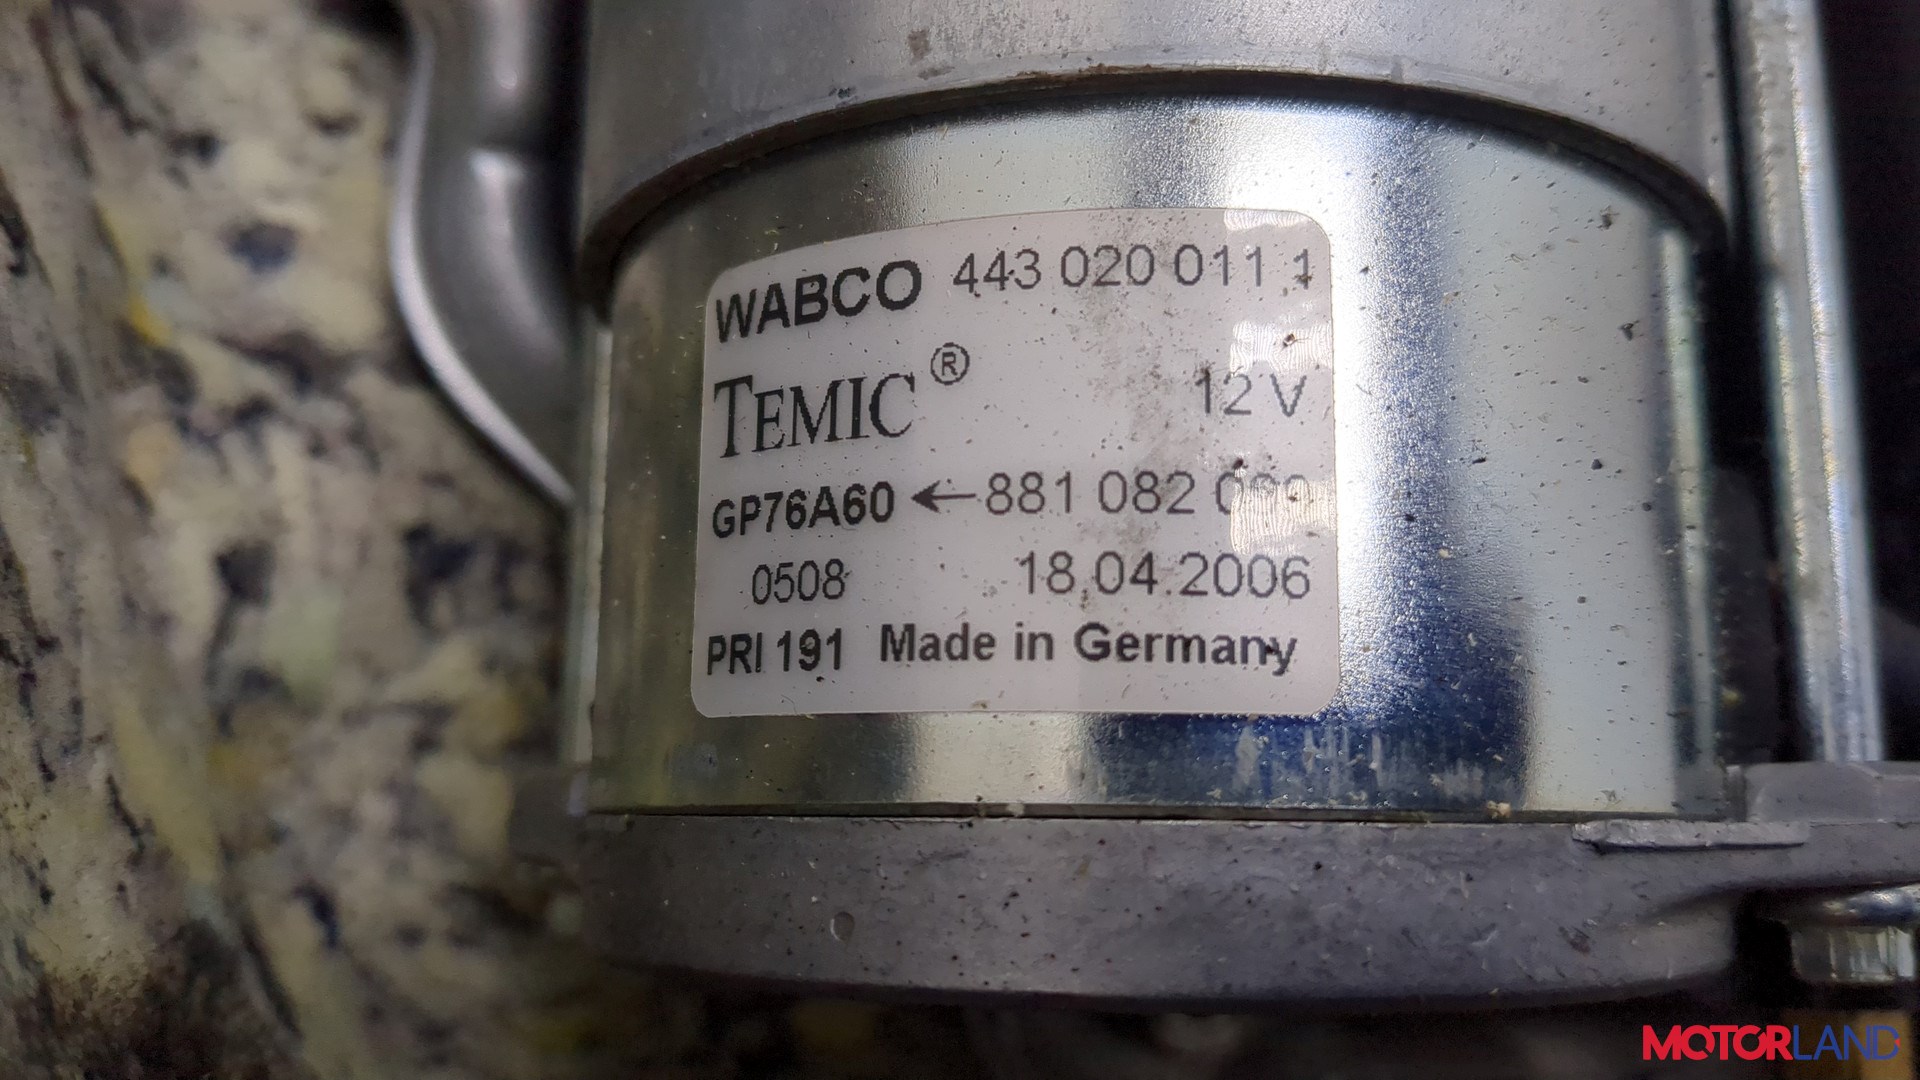 WABCO 443 020 011 1
TEMIC® 12 V
GP76A60 ←881 082
0508 18.04.2006
PRI 191 Made in Germany
MOTORLAND